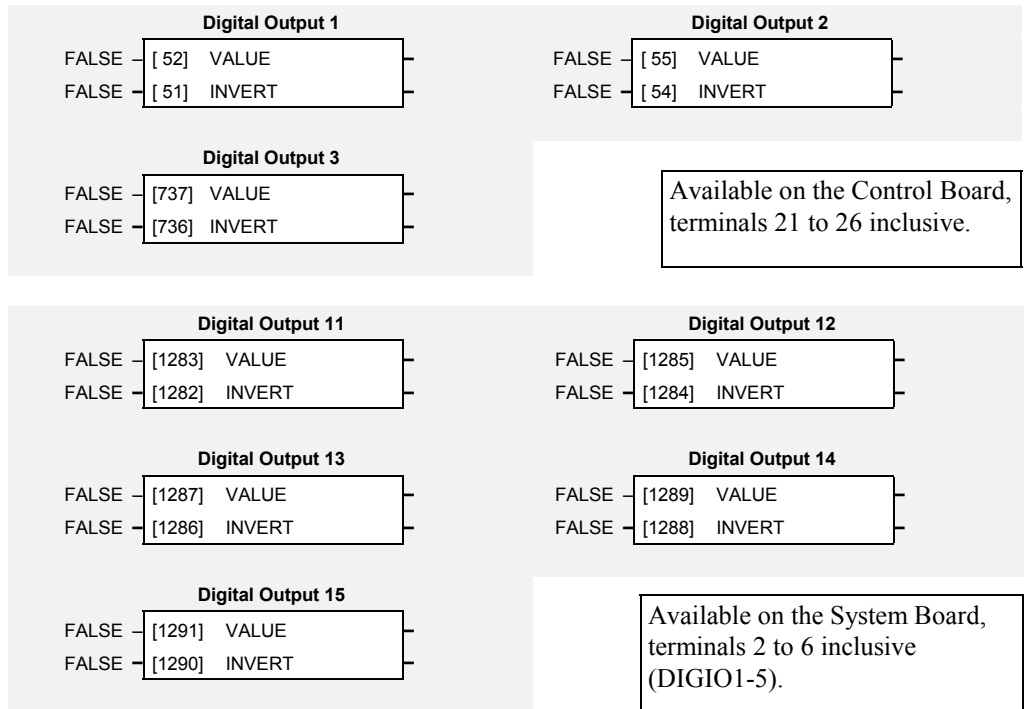 Digital Output 1
FALSE [ 52] VALUE
FALSE [ 51] INVERT
Digital Output 2
FALSE [ 55] VALUE
FALSE [ 54] INVERT
Digital Output 3
FALSE [737] VALUE
FALSE [736] INVERT
Available on the Control Board,
terminals 21 to 26 inclusive.
Digital Output 11
FALSE [1283] VALUE
FALSE [1282] INVERT
Digital Output 12
FALSE [1285] VALUE
FALSE [1284] INVERT
Digital Output 13
FALSE [1287] VALUE
FALSE [1286] INVERT
Digital Output 14
FALSE [1289] VALUE
FALSE [1288] INVERT
Digital Output 15
FALSE [1291] VALUE
FALSE [1290] INVERT
Available on the System Board,
terminals 2 to 6 inclusive
(DIGIO1-5).